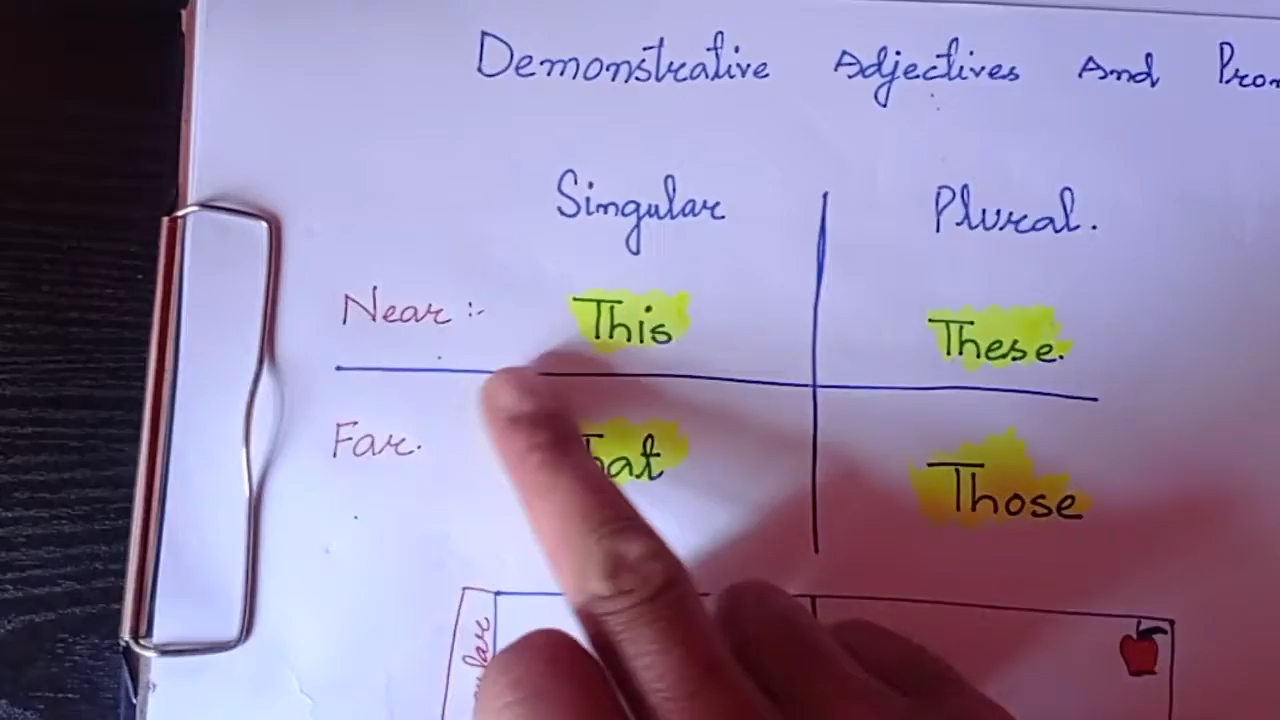 Demonstrative Adjectives And
Singular Plural.
Near :- This These.
Far. Those